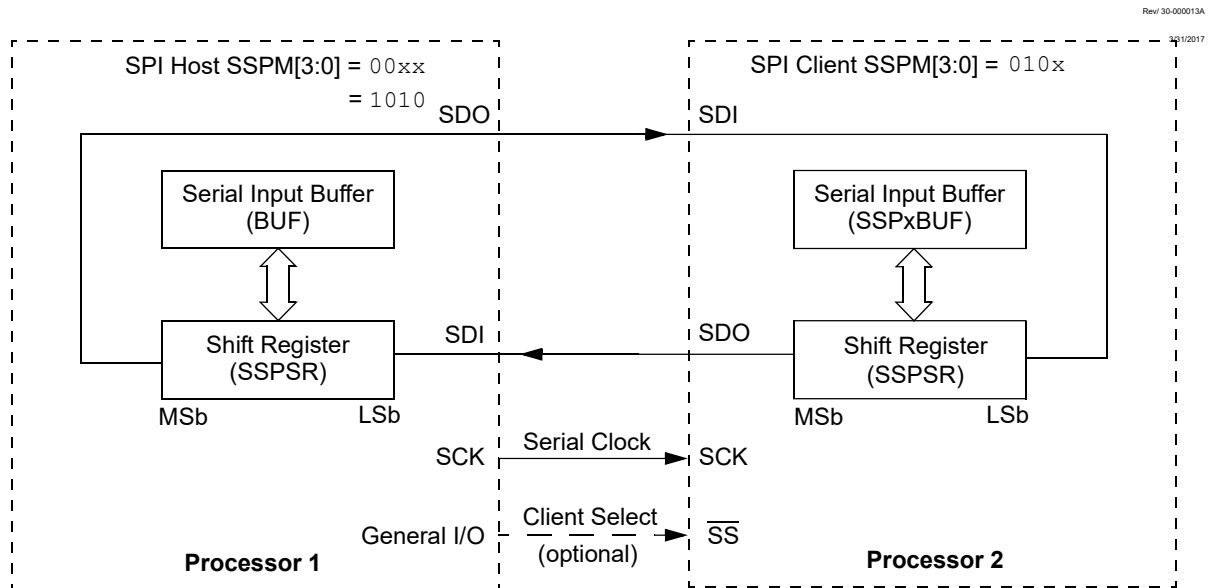 Rev/ 30-000013A
3/31/2017
SPI Host SSPM[3:0] = 00xx
= 1010
SPI Client SSPM[3:0] = 010x
SDO
SDI
Serial Input Buffer
(BUF)
Serial Input Buffer
(SSPxBUF)
SDI
SDO
Shift Register
(SSPSR)
Shift Register
(SSPSR)
MSb
LSb
MSb
LSb
SCK
Serial Clock
SCK
General I/O
Client Select
(optional)
S̅S̅
Processor 1
Processor 2